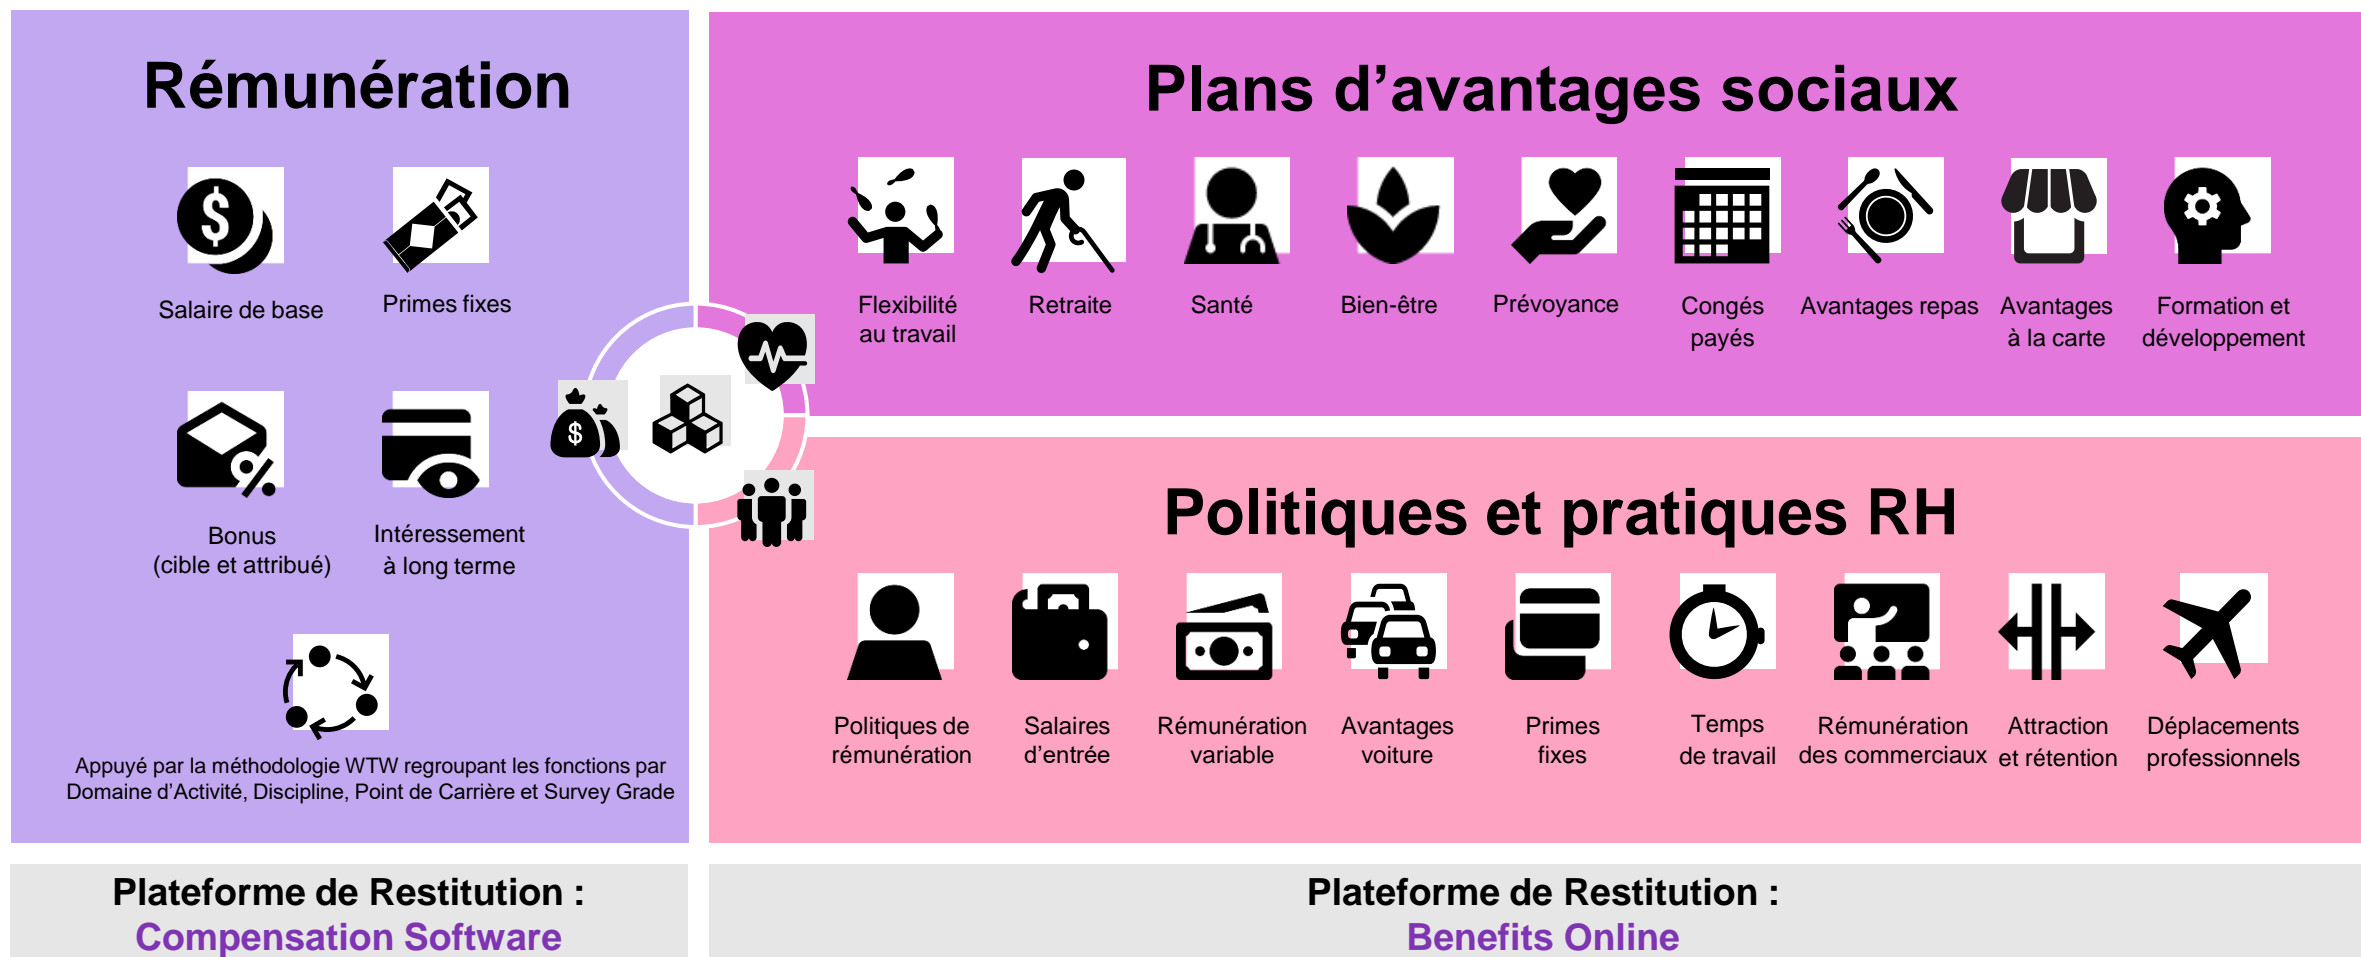 Rémunération
Salaire de base
Primes fixes
Bonus
(cible et attribué)
Intéressement
à long terme
Appuyé par la méthodologie WTW regroupant les fonctions par
Domaine d’Activité, Discipline, Point de Carrière et Survey Grade
Plans d’avantages sociaux
Flexibilité
au travail
Retraite
Santé
Bien-être
Prévoyance
Congés
payés
Avantages repas
Avantages
à la carte
Formation et
développement
Politiques et pratiques RH
Politiques de
rémunération
Salaires
d’entrée
Rémunération
variable
Avantages
voiture
Primes
fixes
Temps
de travail
Rémunération
des commerciaux
Attraction
et rétention
Déplacements
professionnels
Plateforme de Restitution :
Compensation Software
Plateforme de Restitution :
Benefits Online